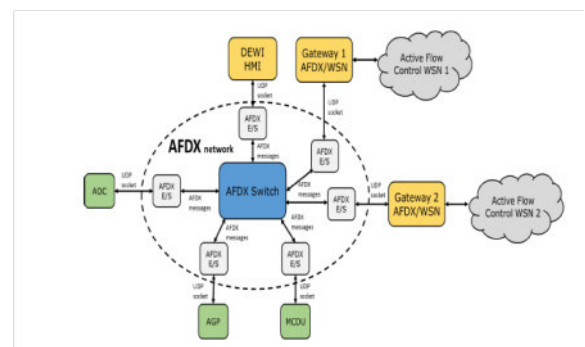 DEWI
HMI
Gateway 1
AFDX/WSN
Active Flow
Control WSN 1
UDP
socket
UDP
socket
AFDX
E/S
AFDX network
AFDX
messages
AFDX
E/S
AOC
UDP
socket
AFDX
E/S
AFDX
messages
AFDX Switch
AFDX
messages
AFDX
E/S
UDP
socket
Gateway 2
AFDX/WSN
Active Flow
Control WSN 2
AFDX
messages
AFDX
messages
AFDX
messages
AFDX
E/S
AFDX
E/S
UDP
socket
UDP
socket
AGP
MCDU